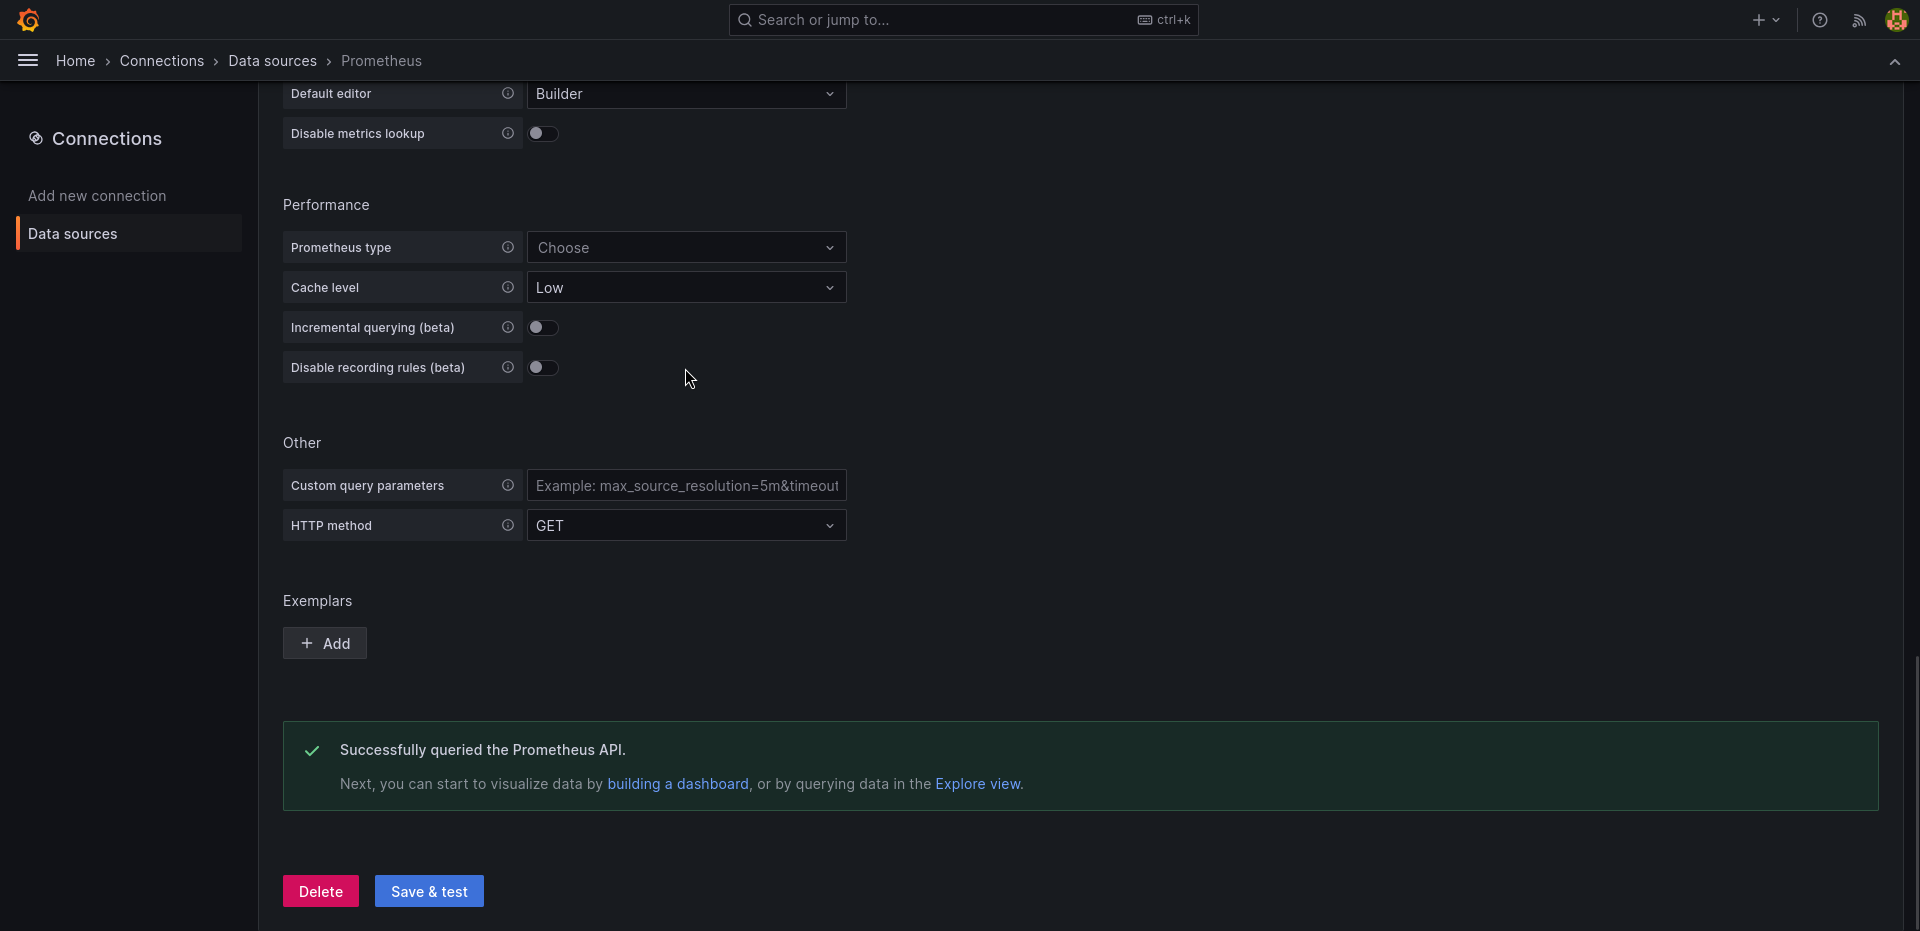 Search or jump to...
ctrl+k
Home › Connections › Data sources › Prometheus
Connections
Add new connection
Data sources
Default editor
Builder
Disable metrics lookup
Performance
Prometheus type
Choose
Cache level
Low
Incremental querying (beta)
Disable recording rules (beta)
Other
Custom query parameters
Example: max_source_resolution=5m&timeout
HTTP method
GET
Exemplars
Add
Successfully queried the Prometheus API.
Next, you can start to visualize data by building a dashboard, or by querying data in the Explore view.
Delete
Save & test